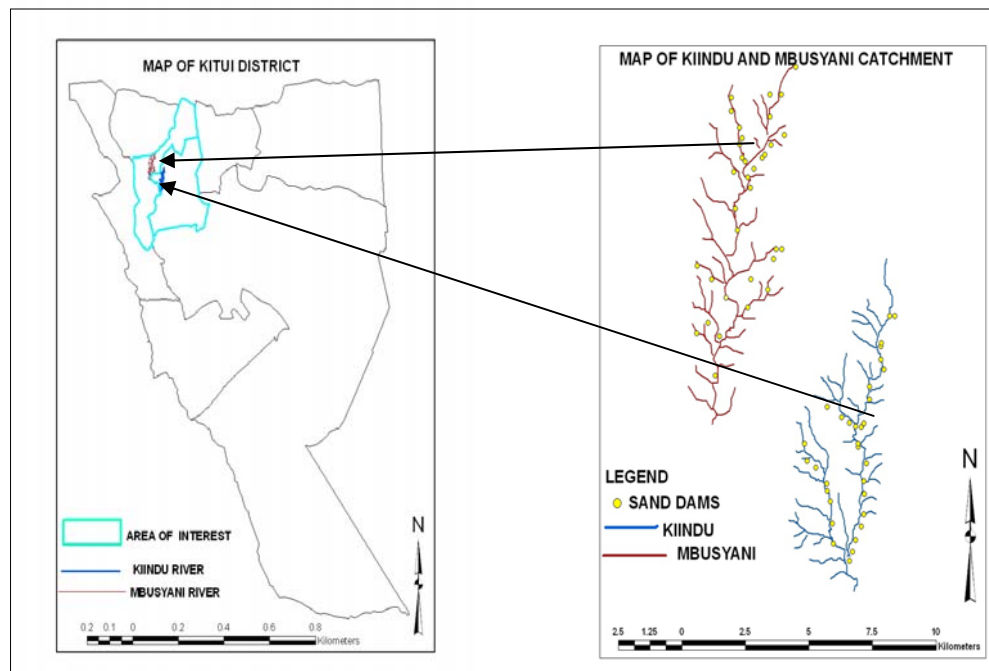 MAP OF KITUI DISTRICT
AREA OF INTEREST
KIINDU RIVER
MBUSYANI RIVER
N
0.2 0.1 0 0.2 0.4 0.6 0.8
Kilometers
MAP OF KIINDU AND MBUSYANI CATCHMENT
LEGEND
SAND DAMS
KIINDU
MBUSYANI
N
2.5 1.25 0 2.5 5 7.5 10
Kilometers